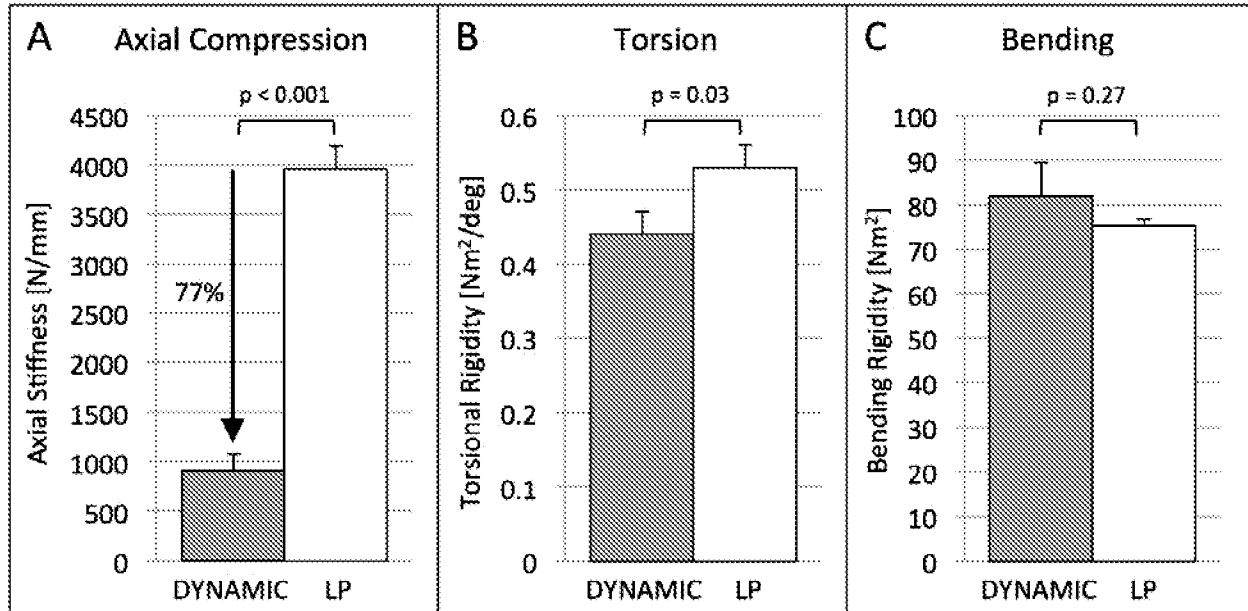 A Axial Compression
p < 0.001
Axial Stiffness [N/mm]
4500
4000
3500
3000
2500
2000
1500
1000
500
0
77%
DYNAMIC LP
B Torsion
p = 0.03
Torsional Rigidity [Nm²/deg]
0.6
0.5
0.4
0.3
0.2
0.1
0
DYNAMIC LP
C Bending
p = 0.27
Bending Rigidity [Nm²]
100
90
80
70
60
50
40
30
20
10
0
DYNAMIC LP